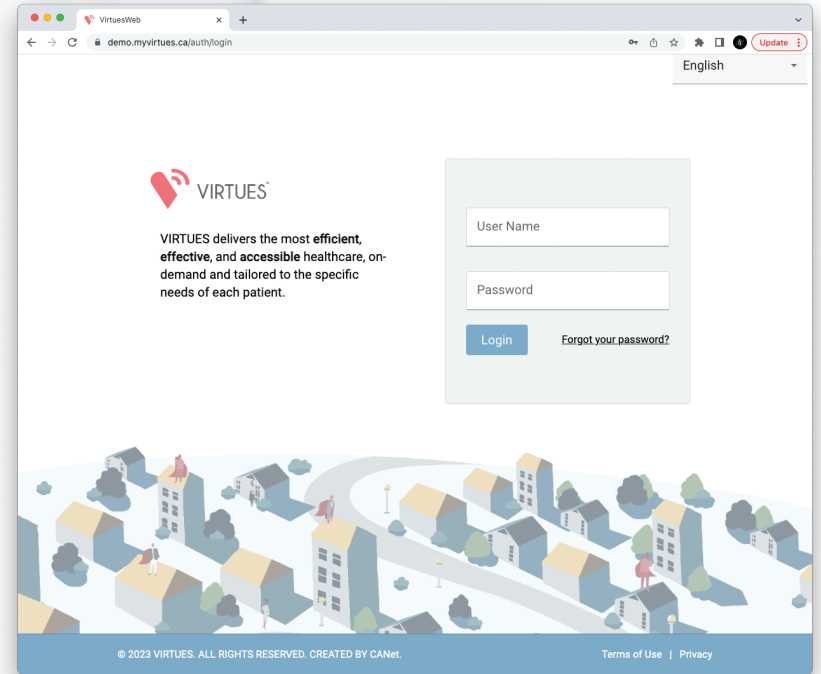 VirtuesWeb
demo.myvirtues.ca/auth/login
Update
English
VIRTUES
VIRTUES delivers the most efficient,
effective, and accessible healthcare, on-
demand and tailored to the specific
needs of each patient.
User Name
Password
Login
Forgot your password?
© 2023 VIRTUES. ALL RIGHTS RESERVED. CREATED BY CANet.
Terms of Use | Privacy